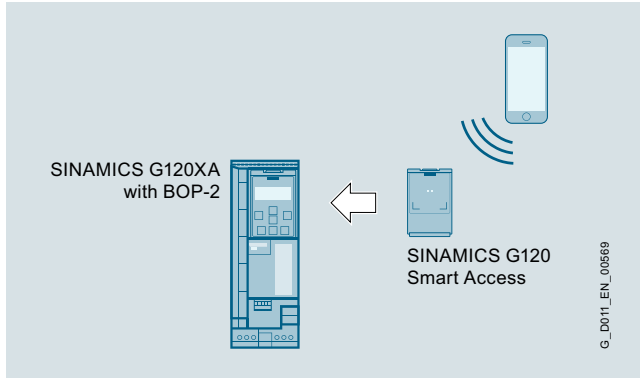 SINAMICS G120XA
with BOP-2
SINAMICS G120
Smart Access
G_D011_EN_00569